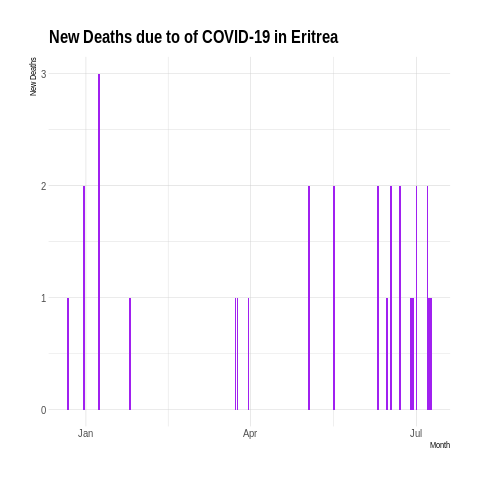 New Deaths due to of COVID-19 in Eritrea
New Deaths
3
2
1
0
Jan Apr Jul
Month